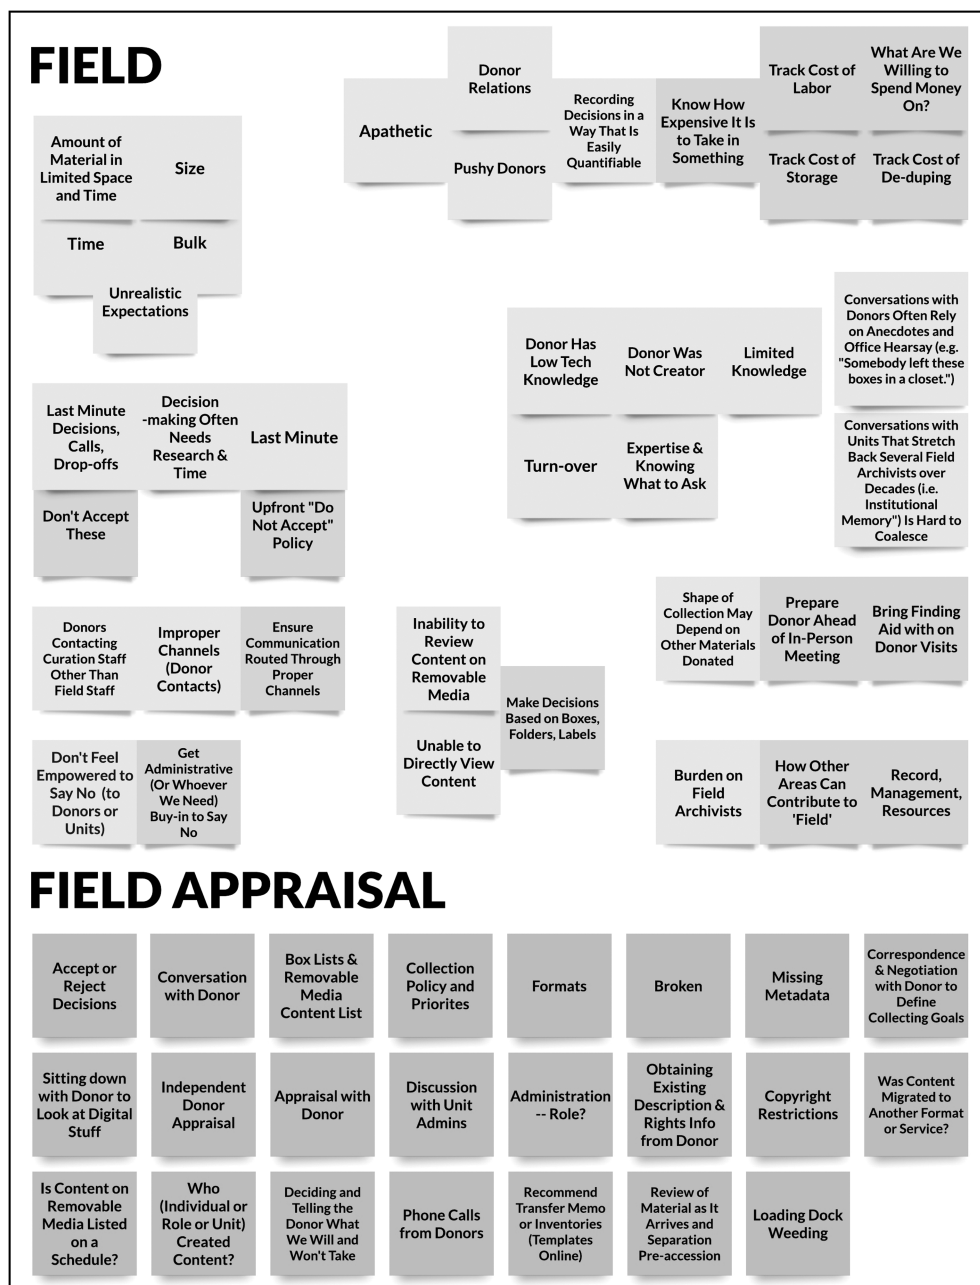 FIELD
Amount of
Material in
Limited Space
and Time
Size
Time
Bulk
Unrealistic
Expectations
Apathetic
Donor
Relations
Pushy Donors
Recording
Decisions in a
Way That Is
Easily
Quantifiable
Know How
Expensive It Is
to Take in
Something
Track Cost of
Labor
What Are We
Willing to
Spend Money
On?
Track Cost of
Storage
Track Cost of
De-duping
Last Minute
Decisions,
Calls,
Drop-offs
Decision
-making Often
Needs
Research &
Time
Last Minute
Don't Accept
These
Upfront "Do
Not Accept"
Policy
Donor Has
Low Tech
Knowledge
Donor Was
Not Creator
Limited
Knowledge
Turn-over
Expertise &
Knowing
What to Ask
Conversations with
Donors Often Rely
on Anecdotes and
Office Hearsay (e.g.
"Somebody left these
boxes in a closet.")
Conversations with
Units That Stretch
Back Several Field
Archivists over
Decades (i.e.
Institutional
Memory") Is Hard to
Coalesce
Donors
Contacting
Curation Staff
Other Than
Field Staff
Improper
Channels
(Donor
Contacts)
Ensure
Communication
Routed Through
Proper
Channels
Inability to
Review
Content on
Removable
Media
Make Decisions
Based on Boxes,
Folders, Labels
Unable to
Directly View
Content
Shape of
Collection May
Depend on
Other Materials
Donated
Prepare
Donor Ahead
of In-Person
Meeting
Bring Finding
Aid with on
Donor Visits
Don't Feel
Empowered to
Say No (to
Donors or
Units)
Get
Administrative
(Or Whoever
We Need)
Buy-in to Say
No
Burden on
Field
Archivists
How Other
Areas Can
Contribute to
'Field'
Record,
Management,
Resources
FIELD APPRAISAL
Accept or
Reject
Decisions
Conversation
with Donor
Box Lists &
Removable
Media
Content List
Collection
Policy and
Priorites
Formats
Broken
Missing
Metadata
Correspondence
& Negotiation
with Donor to
Define
Collecting Goals
Sitting down
with Donor to
Look at Digital
Stuff
Independent
Donor
Appraisal
Appraisal with
Donor
Discussion
with Unit
Admins
Administration
-- Role?
Obtaining
Existing
Description &
Rights Info
from Donor
Copyright
Restrictions
Was Content
Migrated to
Another Format
or Service?
Is Content on
Removable
Media Listed
on a
Schedule?
Who
(Individual or
Role or Unit)
Created
Content?
Deciding and
Telling the
Donor What
We Will and
Won't Take
Phone Calls
from Donors
Recommend
Transfer Memo
or Inventories
(Templates
Online)
Review of
Material as It
Arrives and
Separation
Pre-accession
Loading Dock
Weeding